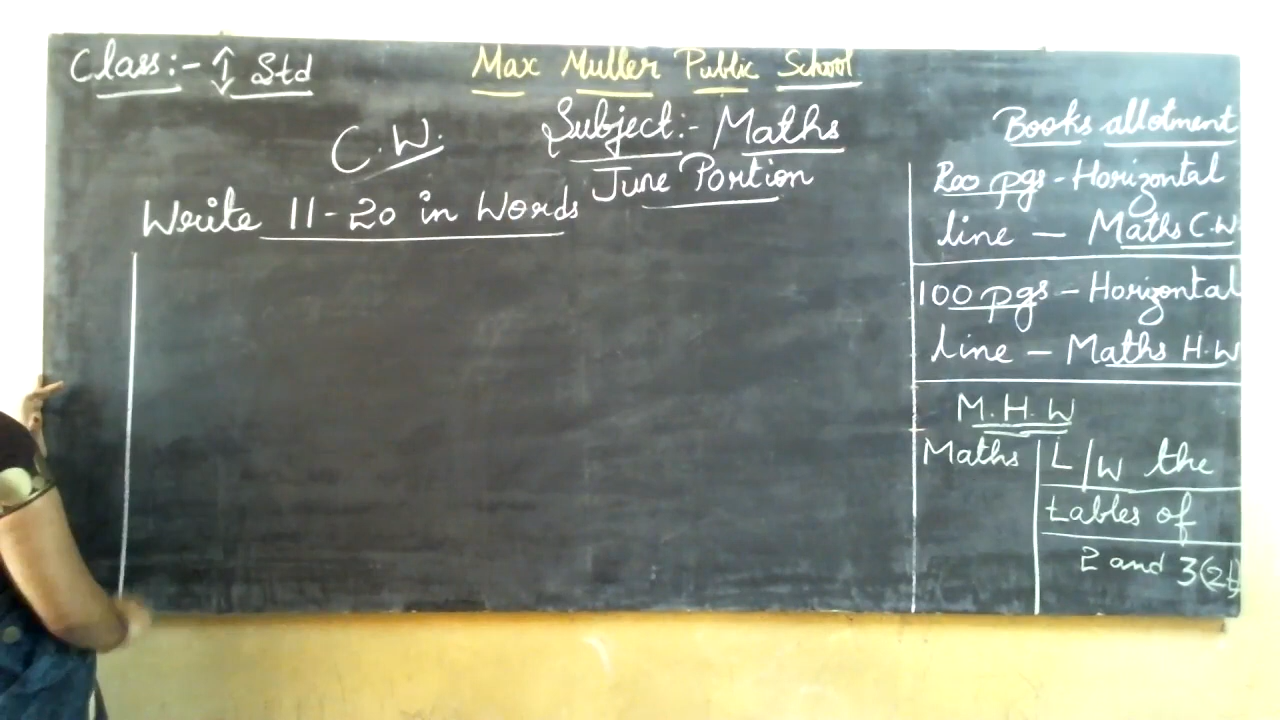 Class:- I Std
Max Muller Public School
Subject:- Maths
C.W.
June Portion
Write 11-20 in Words
Books allotment
200 pgs - Horizontal
line - Maths C.W.
100 pgs - Horizontal
line - Maths H.W
M.H.W
Maths
L/w the
tables of
2 and 3(2t)